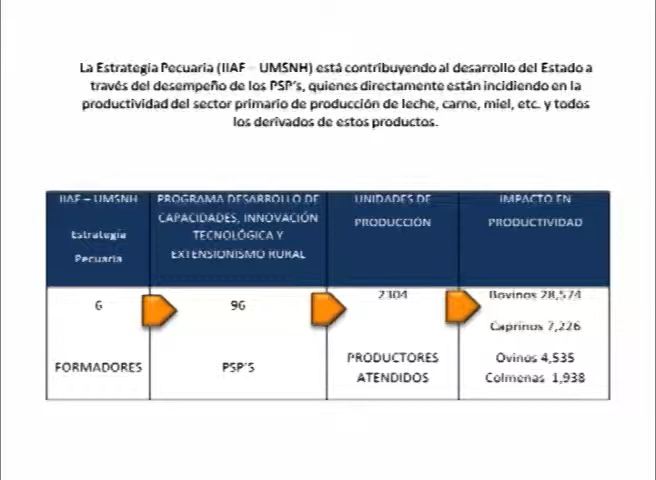 La Estrategia Pecuaria (IIAF – UMSNH) está contribuyendo al desarrollo del Estado a
través del desempeño de los PSP's, quienes directamente están incidiendo en la
productividad del sector primario de producción de leche, carne, miel, etc. y todos
los derivados de estos productos.
IIAF – UMSNH
Estrategia
Pecuaria
PROGRAMA DESARROLLO DE
CAPACIDADES, INNOVACIÓN
TECNOLÓGICA Y
EXTENSIONISMO RURAL
UNIDADES DE
PRODUCCIÓN
IMPACTO EN
PRODUCTIVIDAD
6
FORMADORES
96
PSP'S
2304
PRODUCTORES
ATENDIDOS
Bovinos 28,574
Caprinos 7,226
Ovinos 4,535
Colmenas 1,938